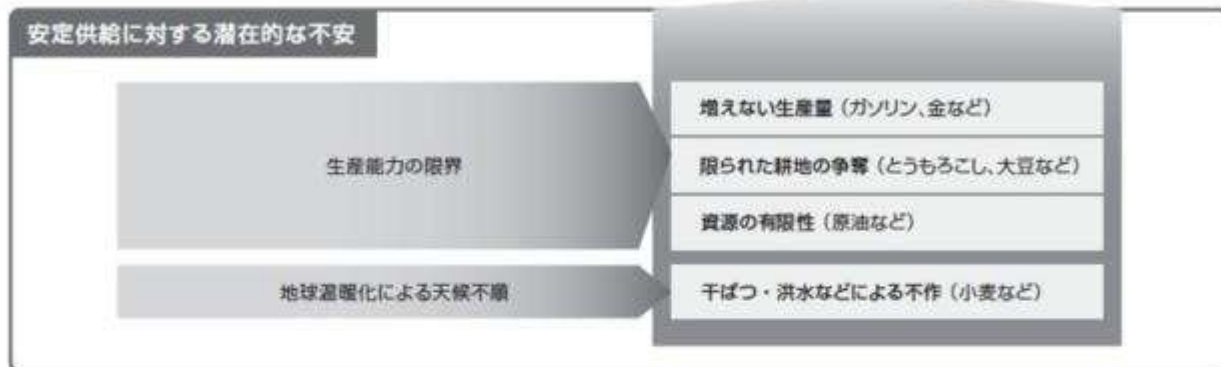 安定供給に対する潜在的な不安
増えない生産量（ガソリン、金など）
生産能力の限界
限られた耕地の争奪（とうもろこし、大豆など）
資源の有限性（原油など）
地球温暖化による天候不順
干ばつ・洪水などによる不作（小麦など）